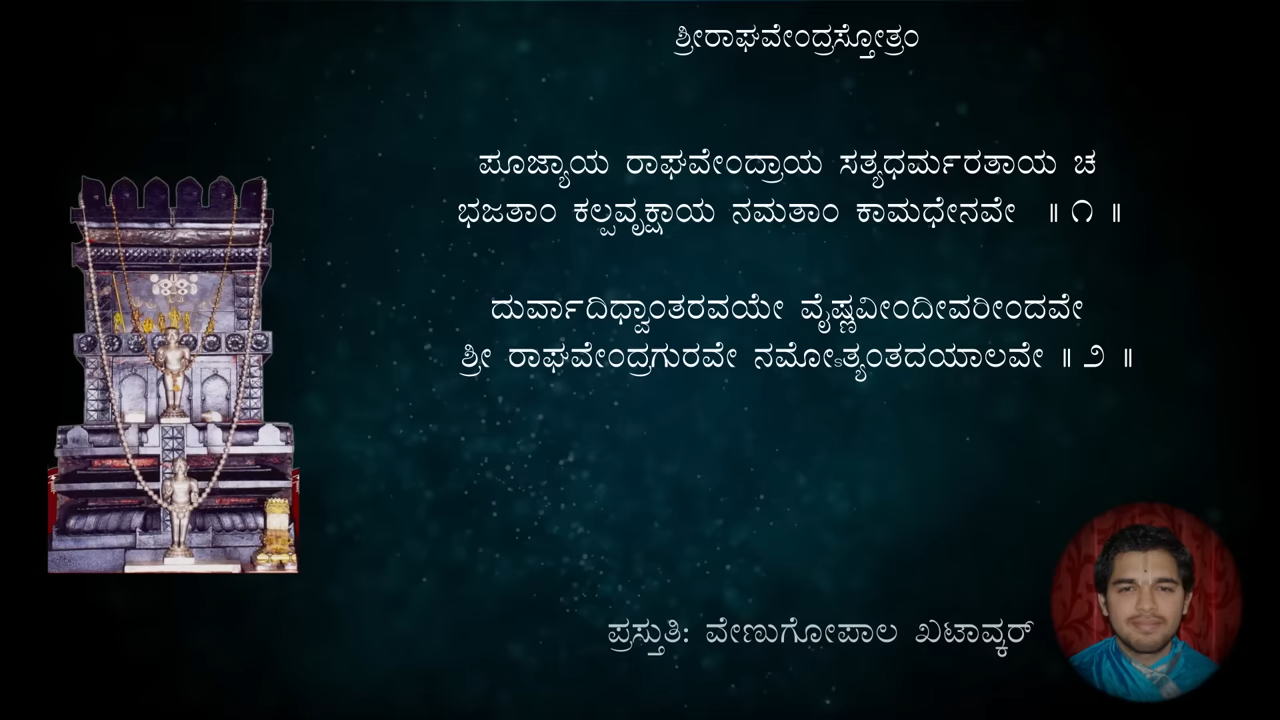 ಶ್ರೀರಾಘವೇಂದ್ರಸ್ತೋತ್ರಂ
ಪೂಜ್ಯಾಯ ರಾಘವೇಂದ್ರಾಯ ಸತ್ಯಧರ್ಮರತಾಯ ಚ
ಭಜತಾಂ ಕಲ್ಪವೃಕ್ಷಾಯ ನಮತಾಂ ಕಾಮಧೇನವೇ ॥ ೧ ॥
ದುರ್ವಾದಿಧ್ವಾಂತರವಯೇ ವೈಷ್ಣವೀಂದೀವರೀಂದವೇ
ಶ್ರೀ ರಾಘವೇಂದ್ರಗುರವೇ ನಮೋಽತ್ಯಂತದಯಾಲವೇ ॥ ೨ ॥
ಪ್ರಸ್ತುತಿ: ವೇಣುಗೋಪಾಲ ಖಟಾವ್ಕರ್